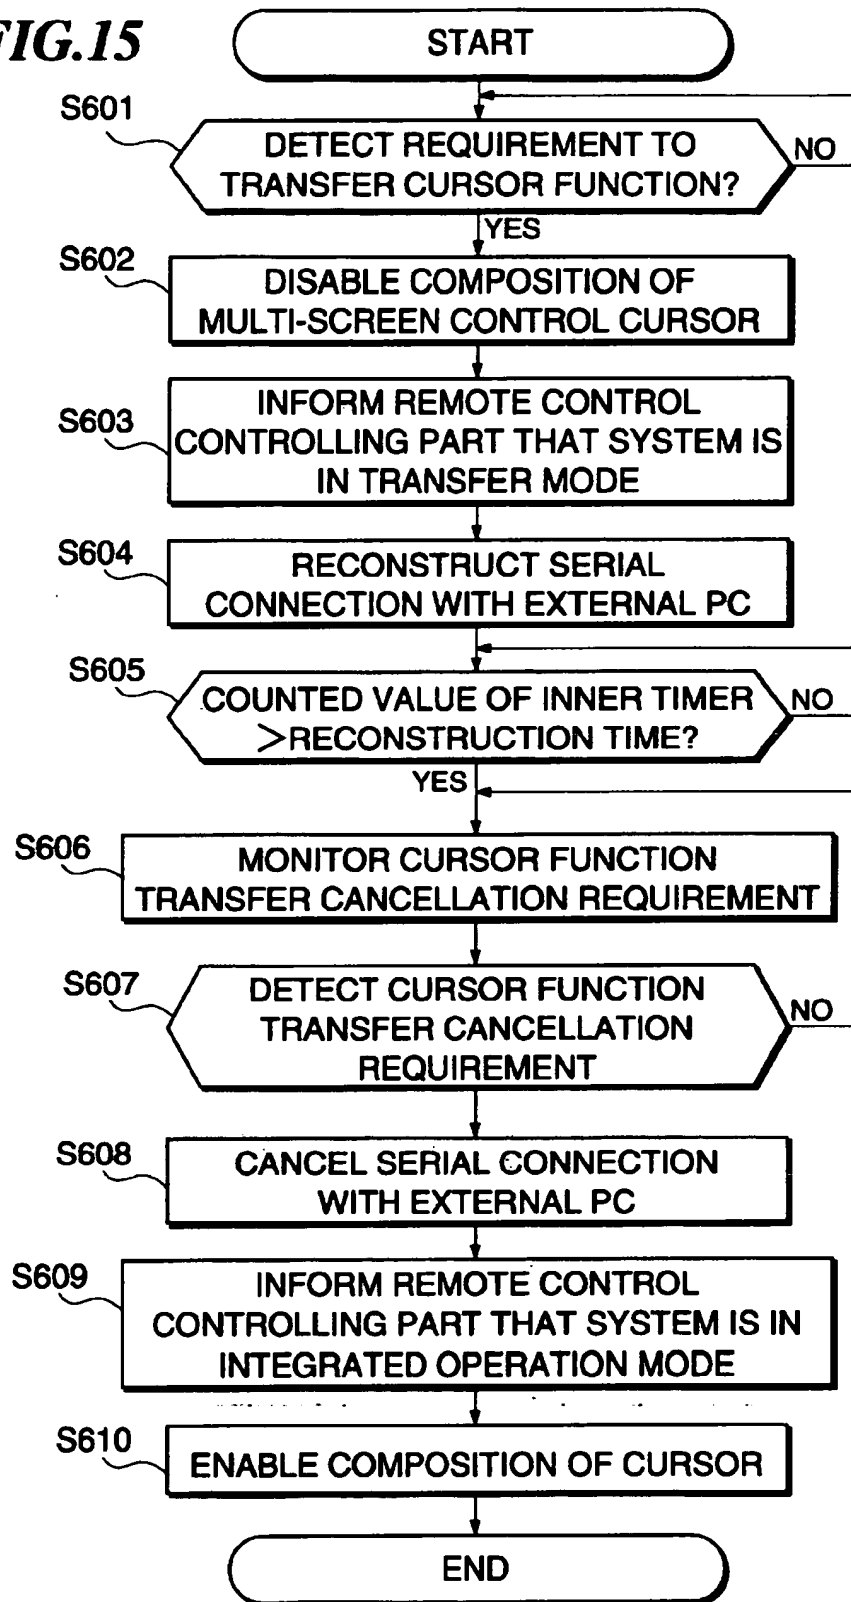 FIG.15
START
S601
DETECT REQUIREMENT TO
TRANSFER CURSOR FUNCTION?
NO
YES
S602
DISABLE COMPOSITION OF
MULTI-SCREEN CONTROL CURSOR
S603
INFORM REMOTE CONTROL
CONTROLLING PART THAT SYSTEM IS
IN TRANSFER MODE
S604
RECONSTRUCT SERIAL
CONNECTION WITH EXTERNAL PC
S605
COUNTED VALUE OF INNER TIMER
>RECONSTRUCTION TIME?
NO
YES
S606
MONITOR CURSOR FUNCTION
TRANSFER CANCELLATION REQUIREMENT
S607
DETECT CURSOR FUNCTION
TRANSFER CANCELLATION
REQUIREMENT
NO
S608
CANCEL SERIAL CONNECTION
WITH EXTERNAL PC
S609
INFORM REMOTE CONTROL
CONTROLLING PART THAT SYSTEM IS IN
INTEGRATED OPERATION MODE
S610
ENABLE COMPOSITION OF CURSOR
END